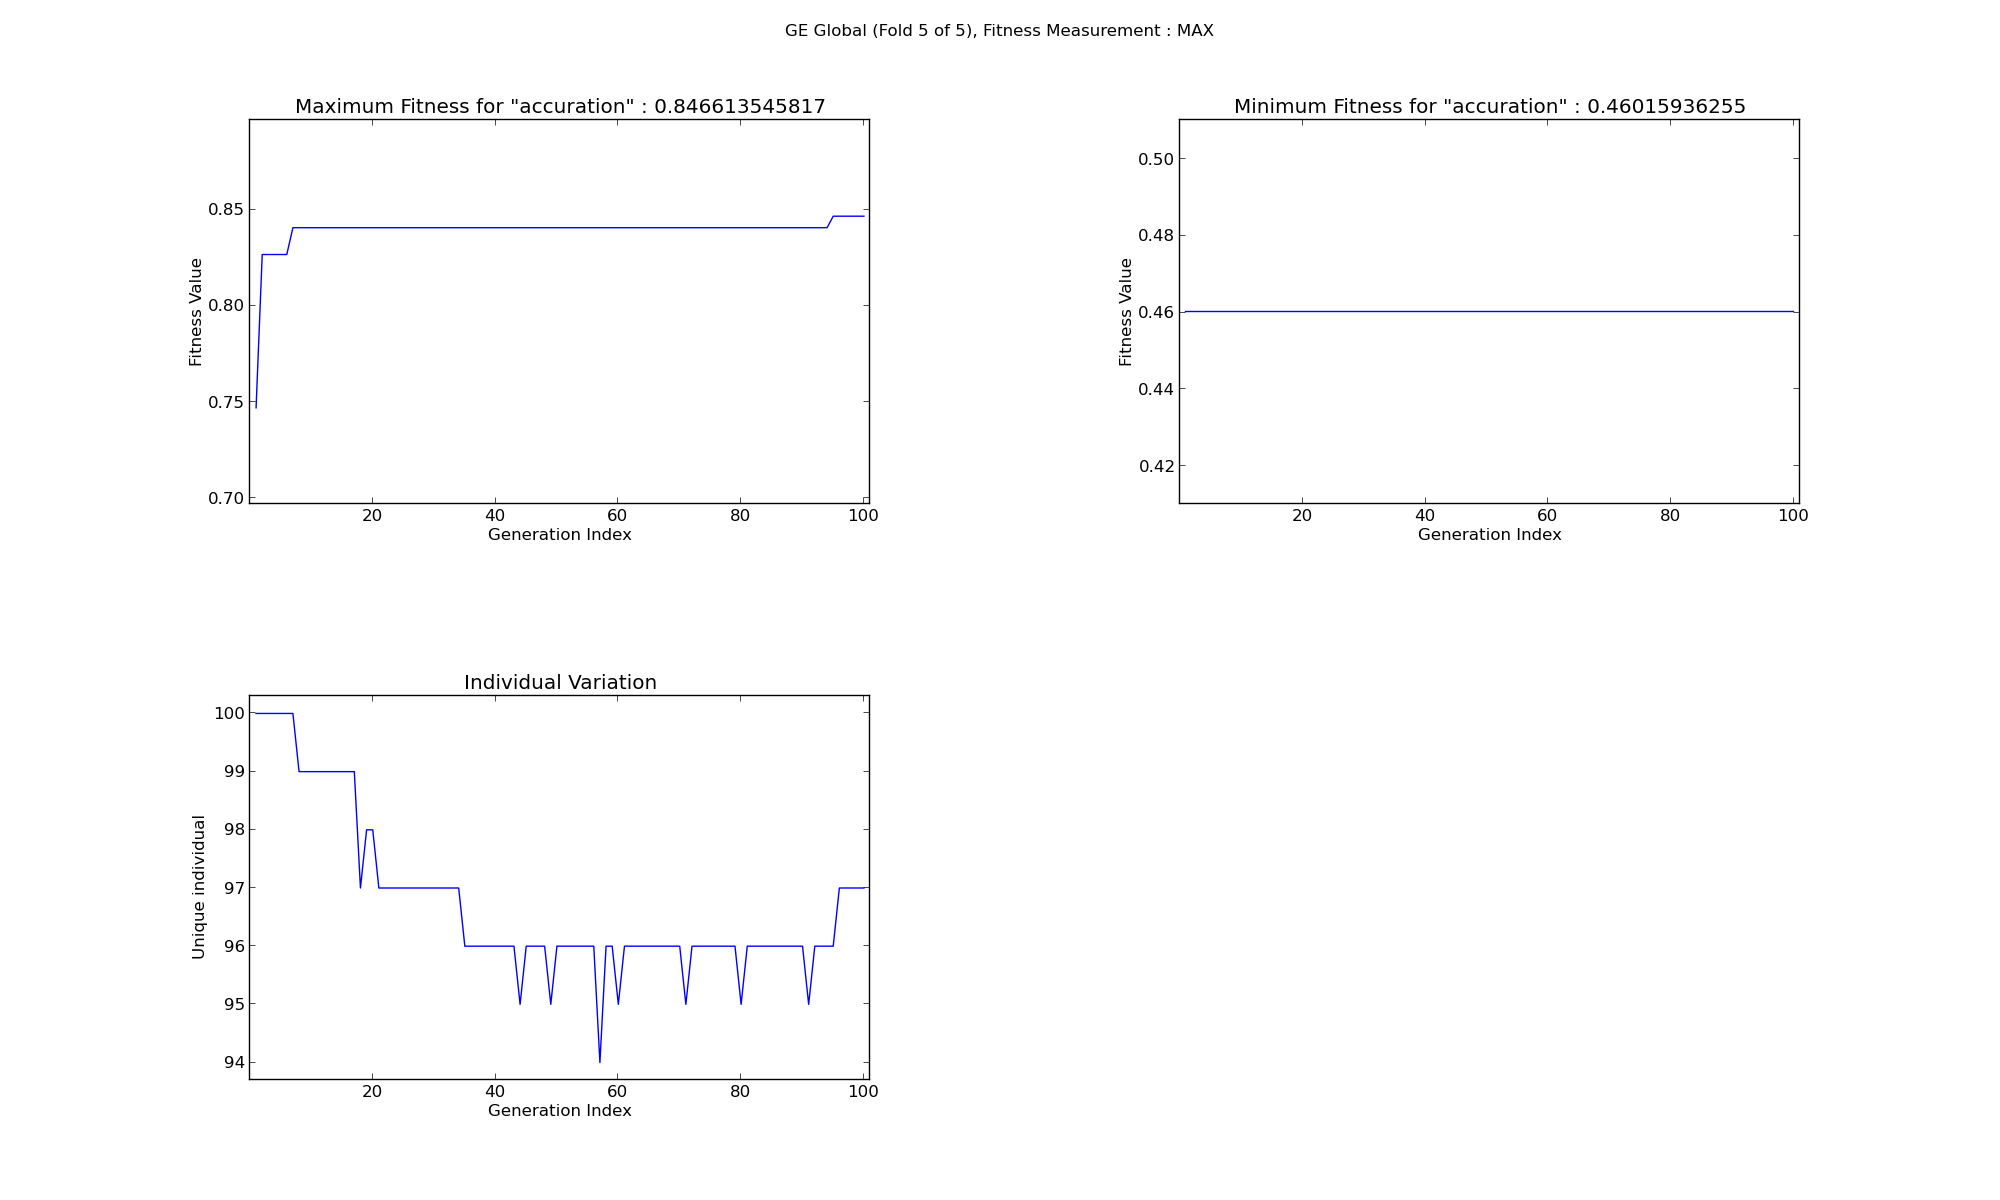 GE Global (Fold 5 of 5), Fitness Measurement : MAX
Maximum Fitness for "accuration" : 0.846613545817
0.85
0.80
0.75
0.70
Fitness Value
20 40 60 80 100
Generation Index
Minimum Fitness for "accuration" : 0.46015936255
0.50
0.48
0.46
0.44
0.42
Fitness Value
20 40 60 80 100
Generation Index
Individual Variation
100
99
98
97
96
95
94
Unique individual
20 40 60 80 100
Generation Index